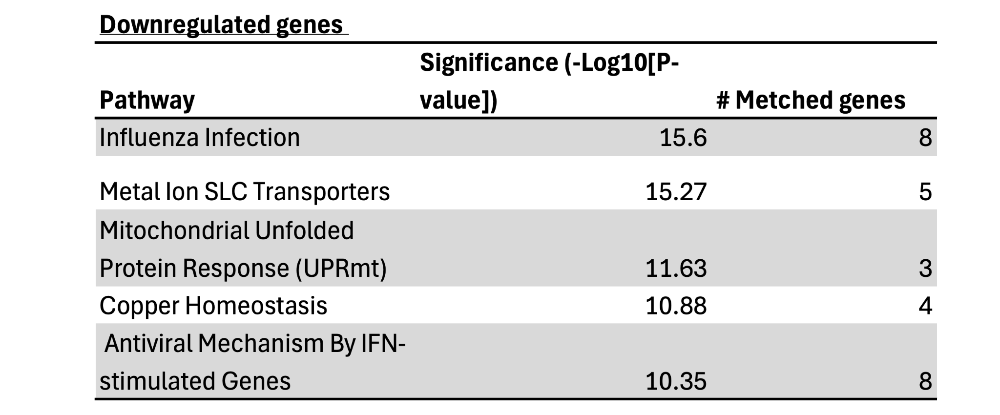 Downregulated genes
Significance (-Log10[P-
Pathway value]) # Metched genes
Influenza Infection 15.6 8
Metal Ion SLC Transporters 15.27 5
Mitochondrial Unfolded
Protein Response (UPRmt) 11.63 3
Copper Homeostasis 10.88 4
Antiviral Mechanism By IFN-
stimulated Genes 10.35 8